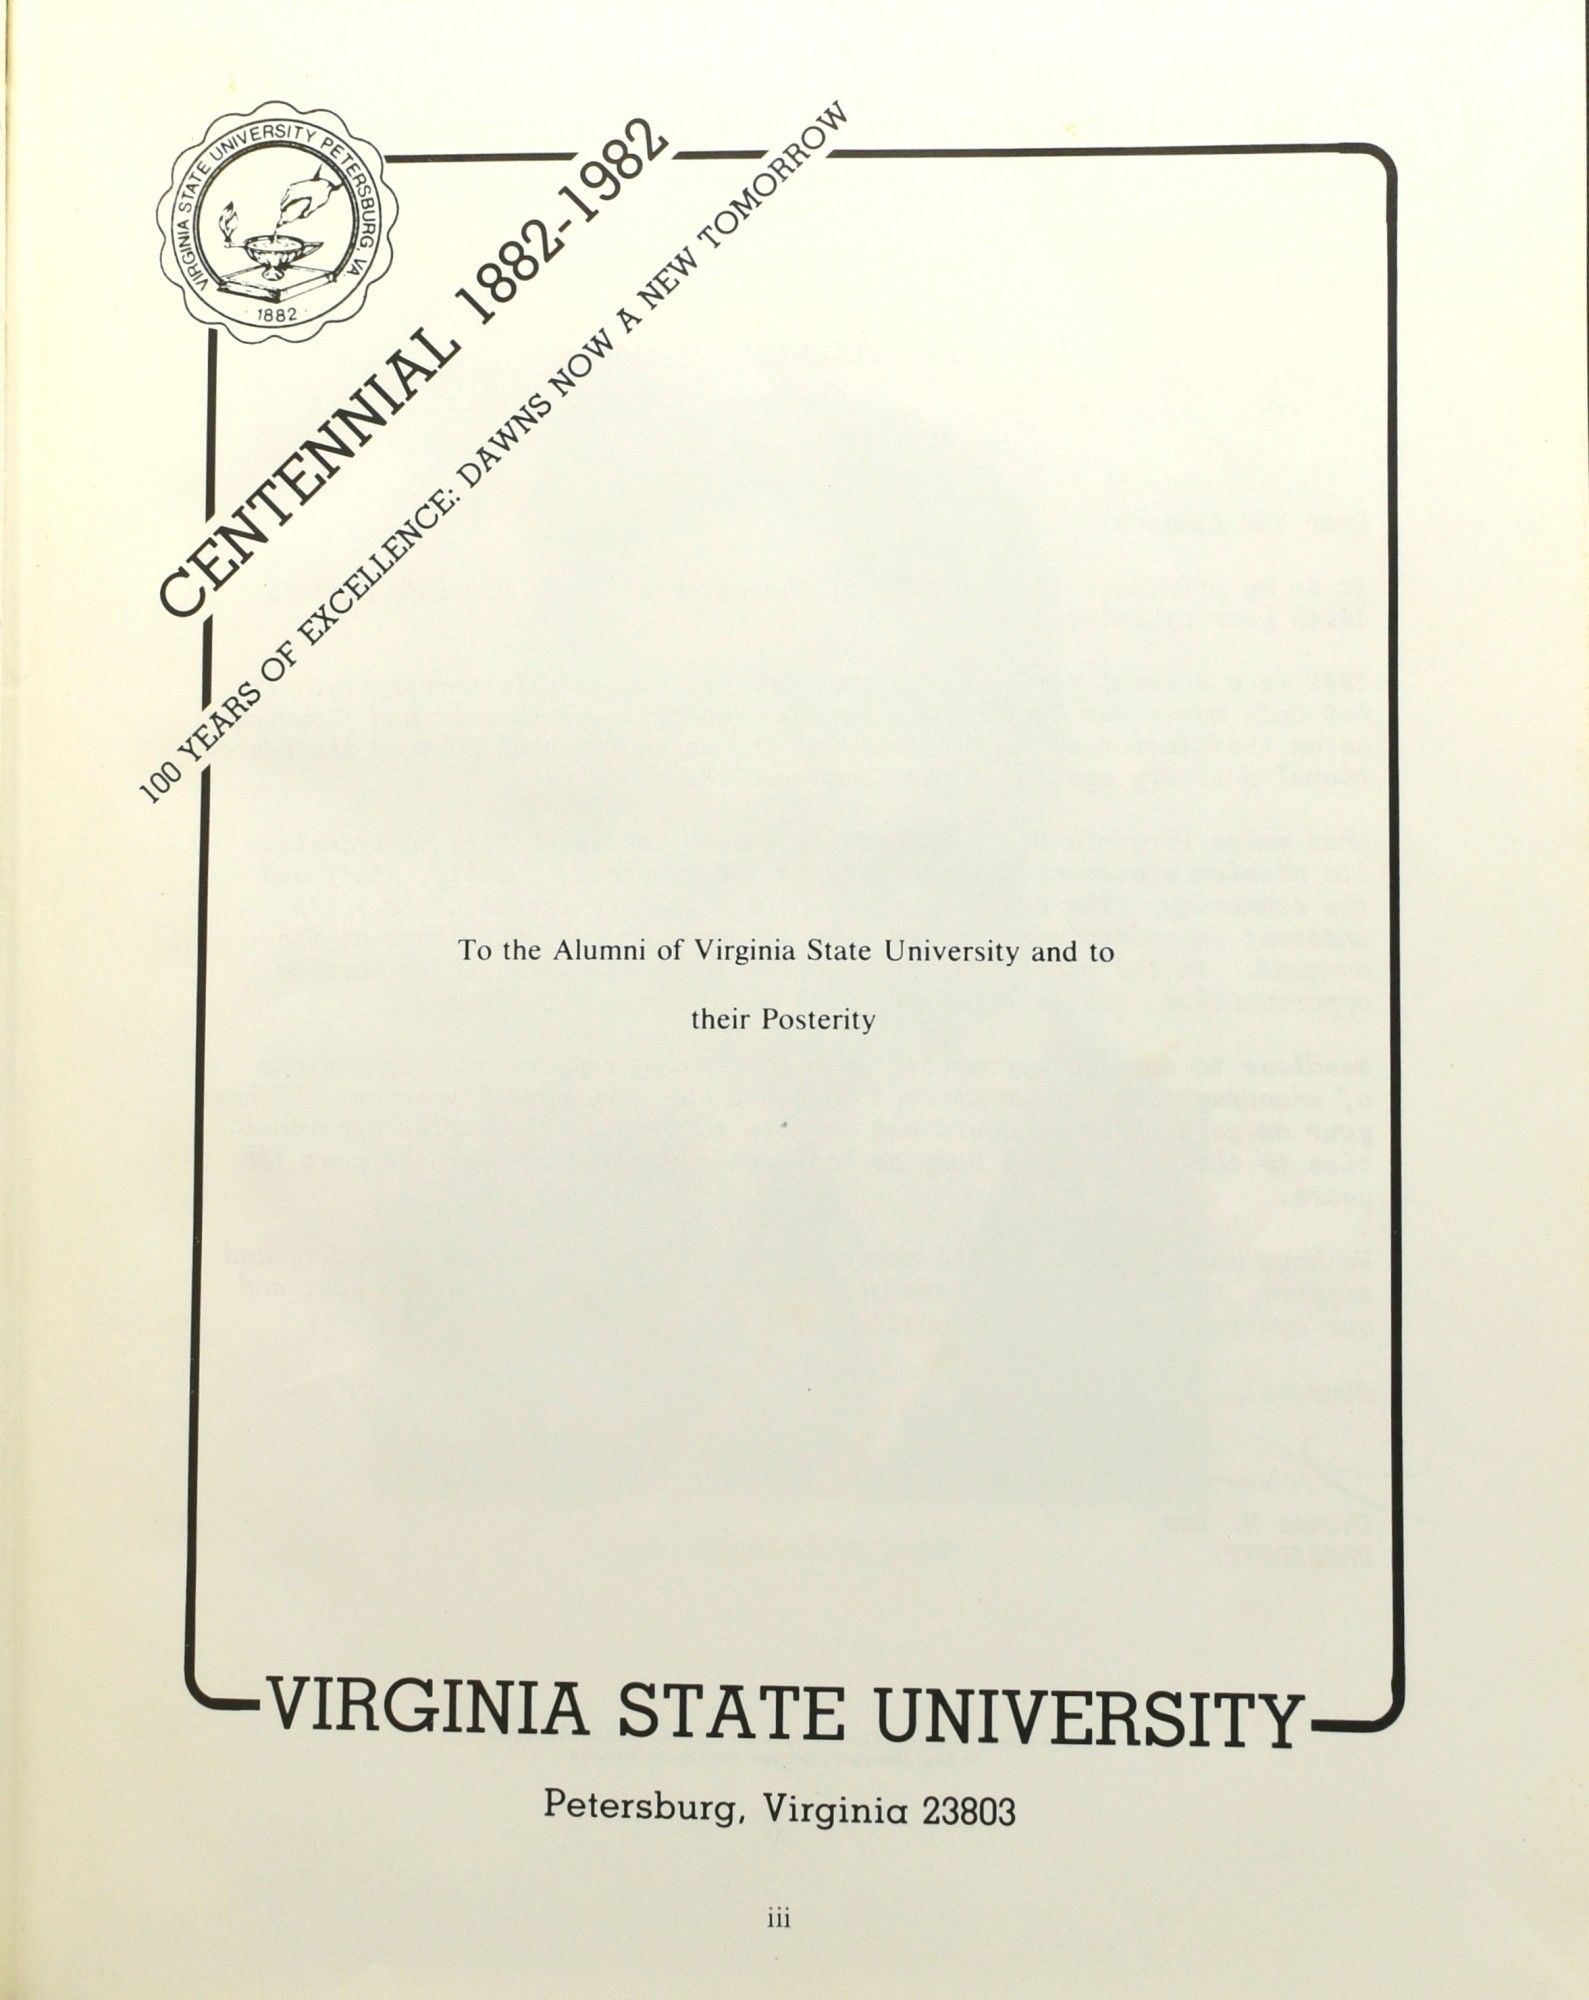 VIRGINIA STATE UNIVERSITY PETERSBURG, VA.
1882
CENTENNIAL 1882-1982
100 YEARS OF EXCELLENCE: DAWNS NOW A NEW TOMORROW
To the Alumni of Virginia State University and to
their Posterity
VIRGINIA STATE UNIVERSITY
Petersburg, Virginia 23803
iii